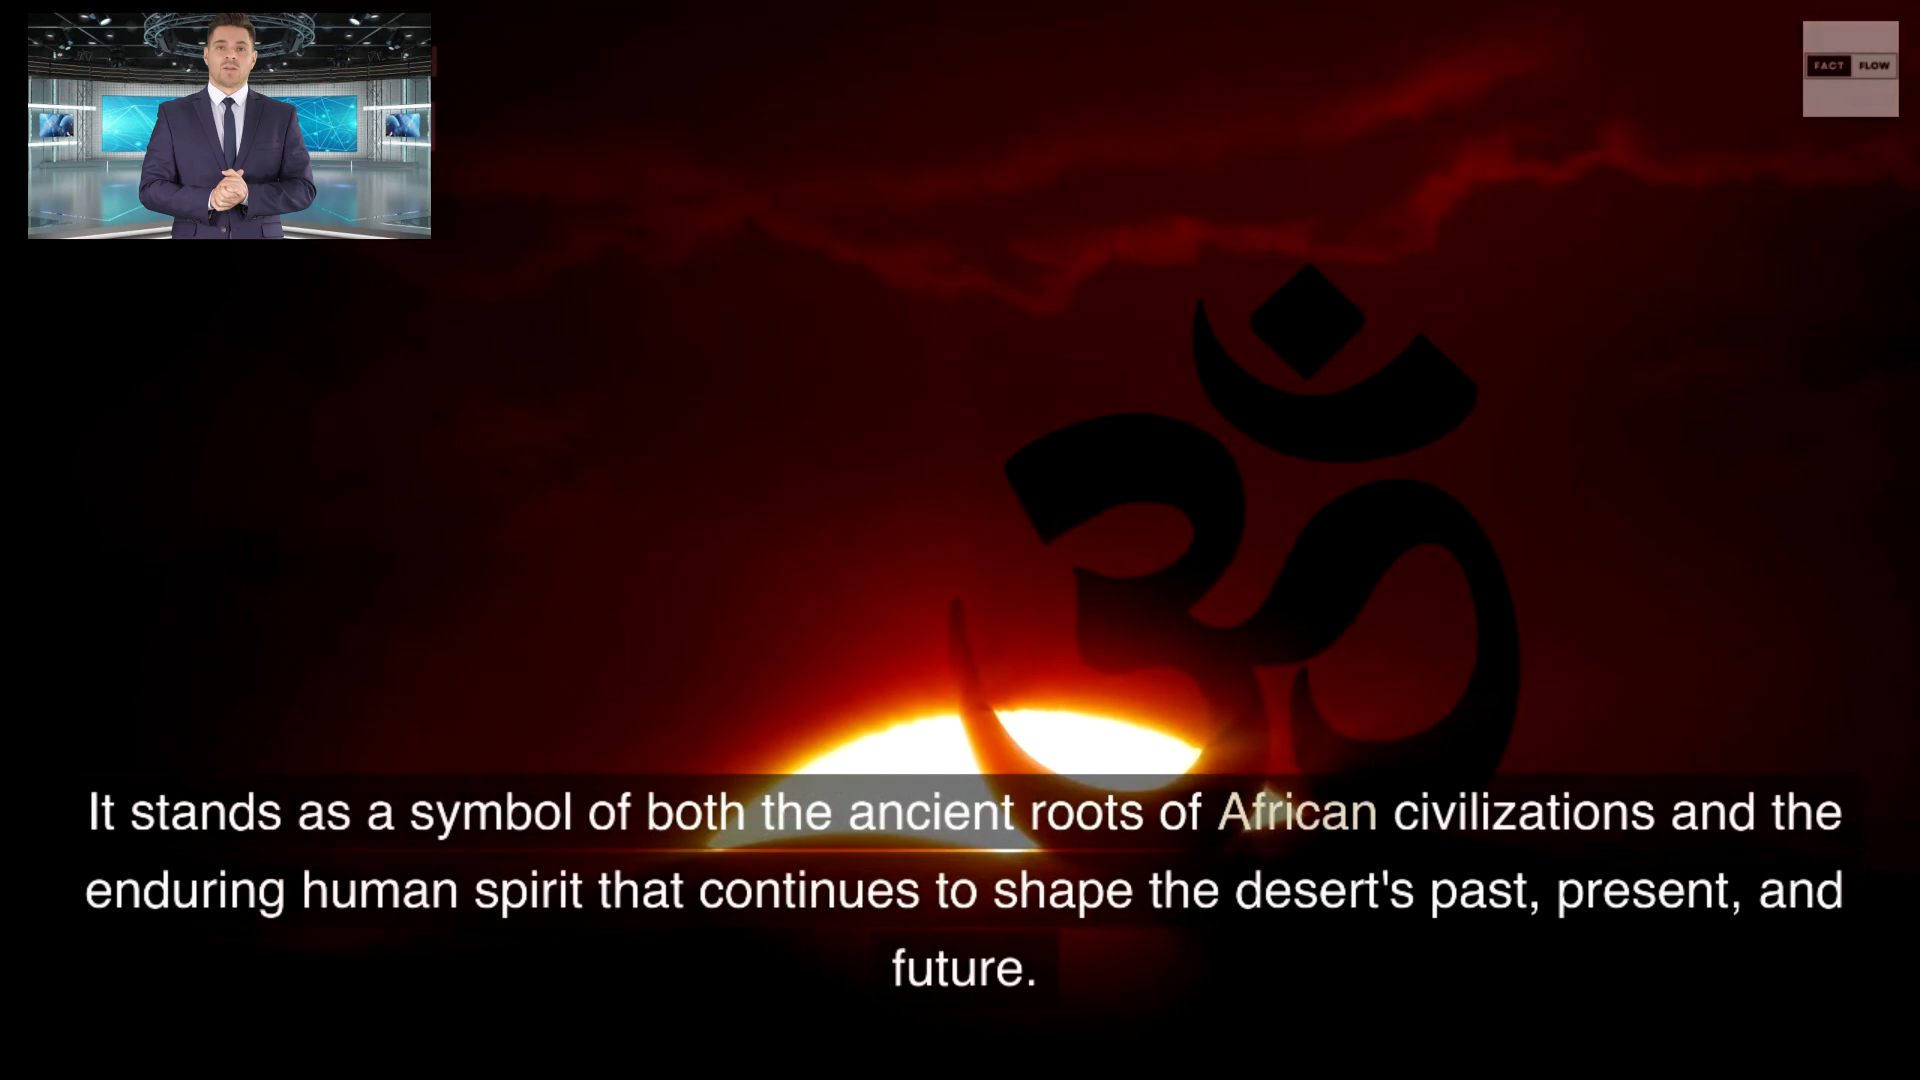 FACT FLOW
ॐ
It stands as a symbol of both the ancient roots of African civilizations and the
enduring human spirit that continues to shape the desert's past, present, and
future.